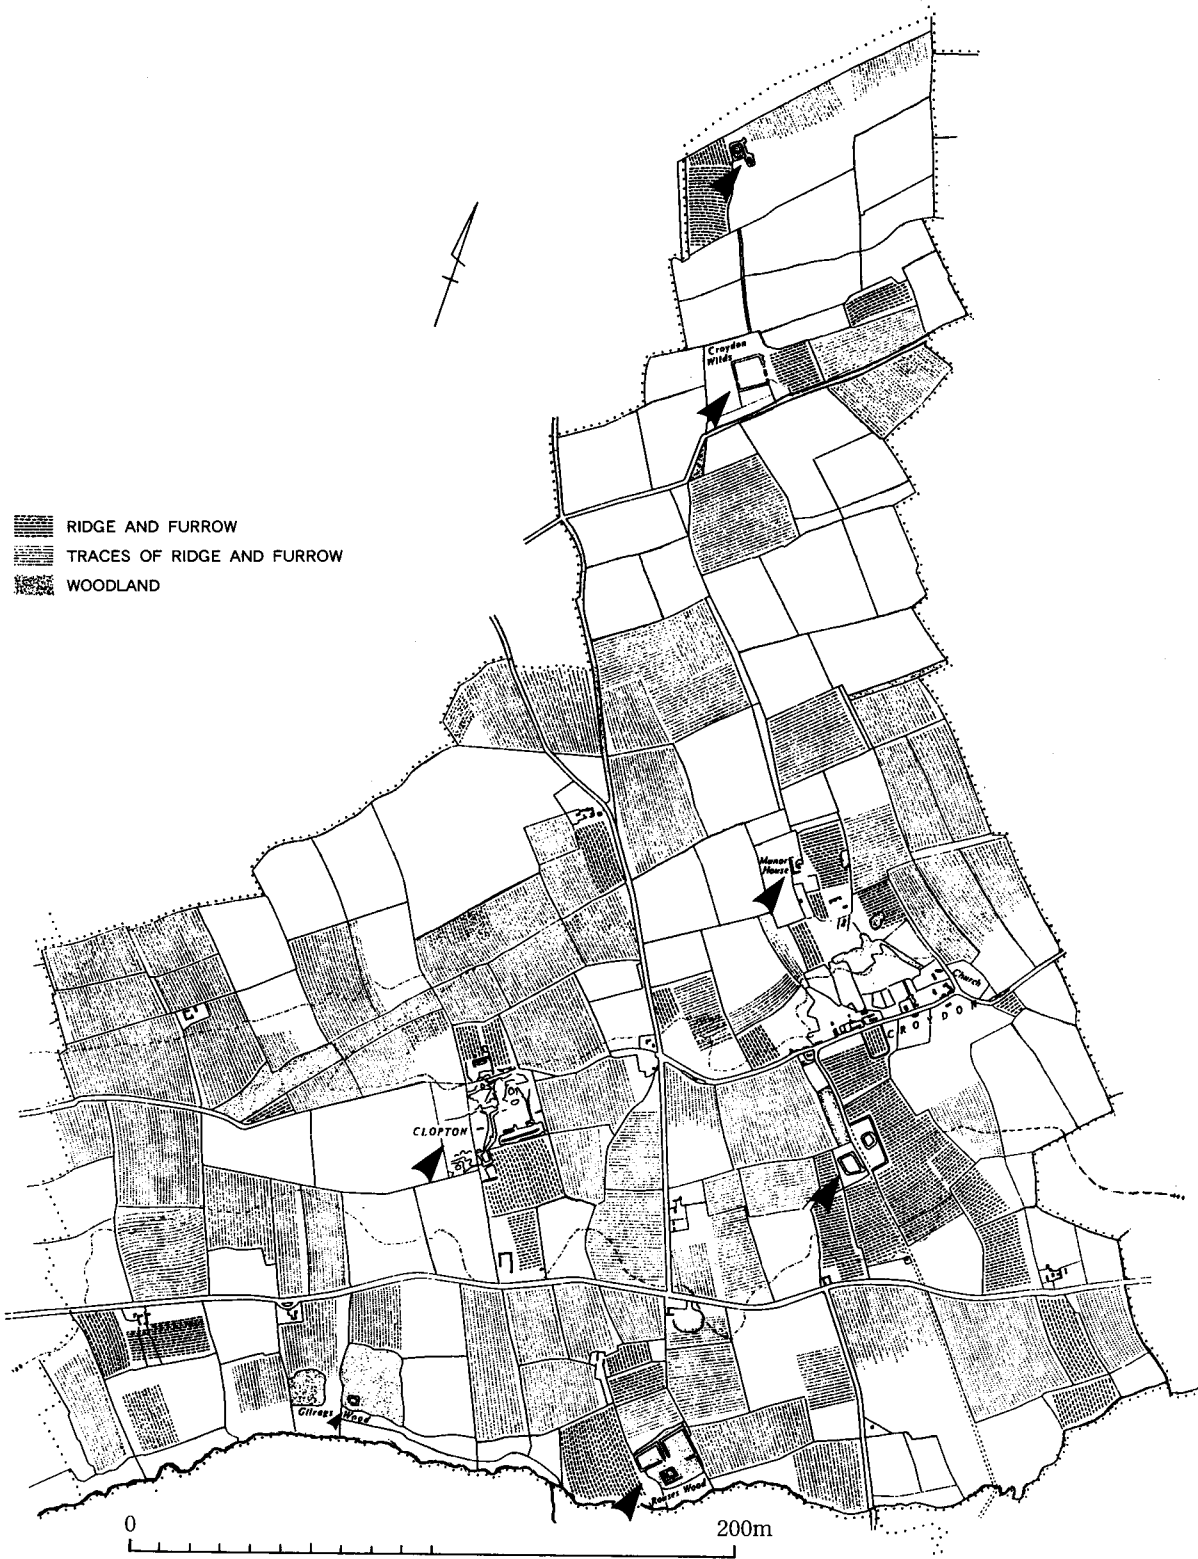 Croydon
Wilds
RIDGE AND FURROW
TRACES OF RIDGE AND FURROW
WOODLAND
Manor
House
Church
CROYDON
CLOPTON
Gilrags Wood
Rouses Wood
0
200m